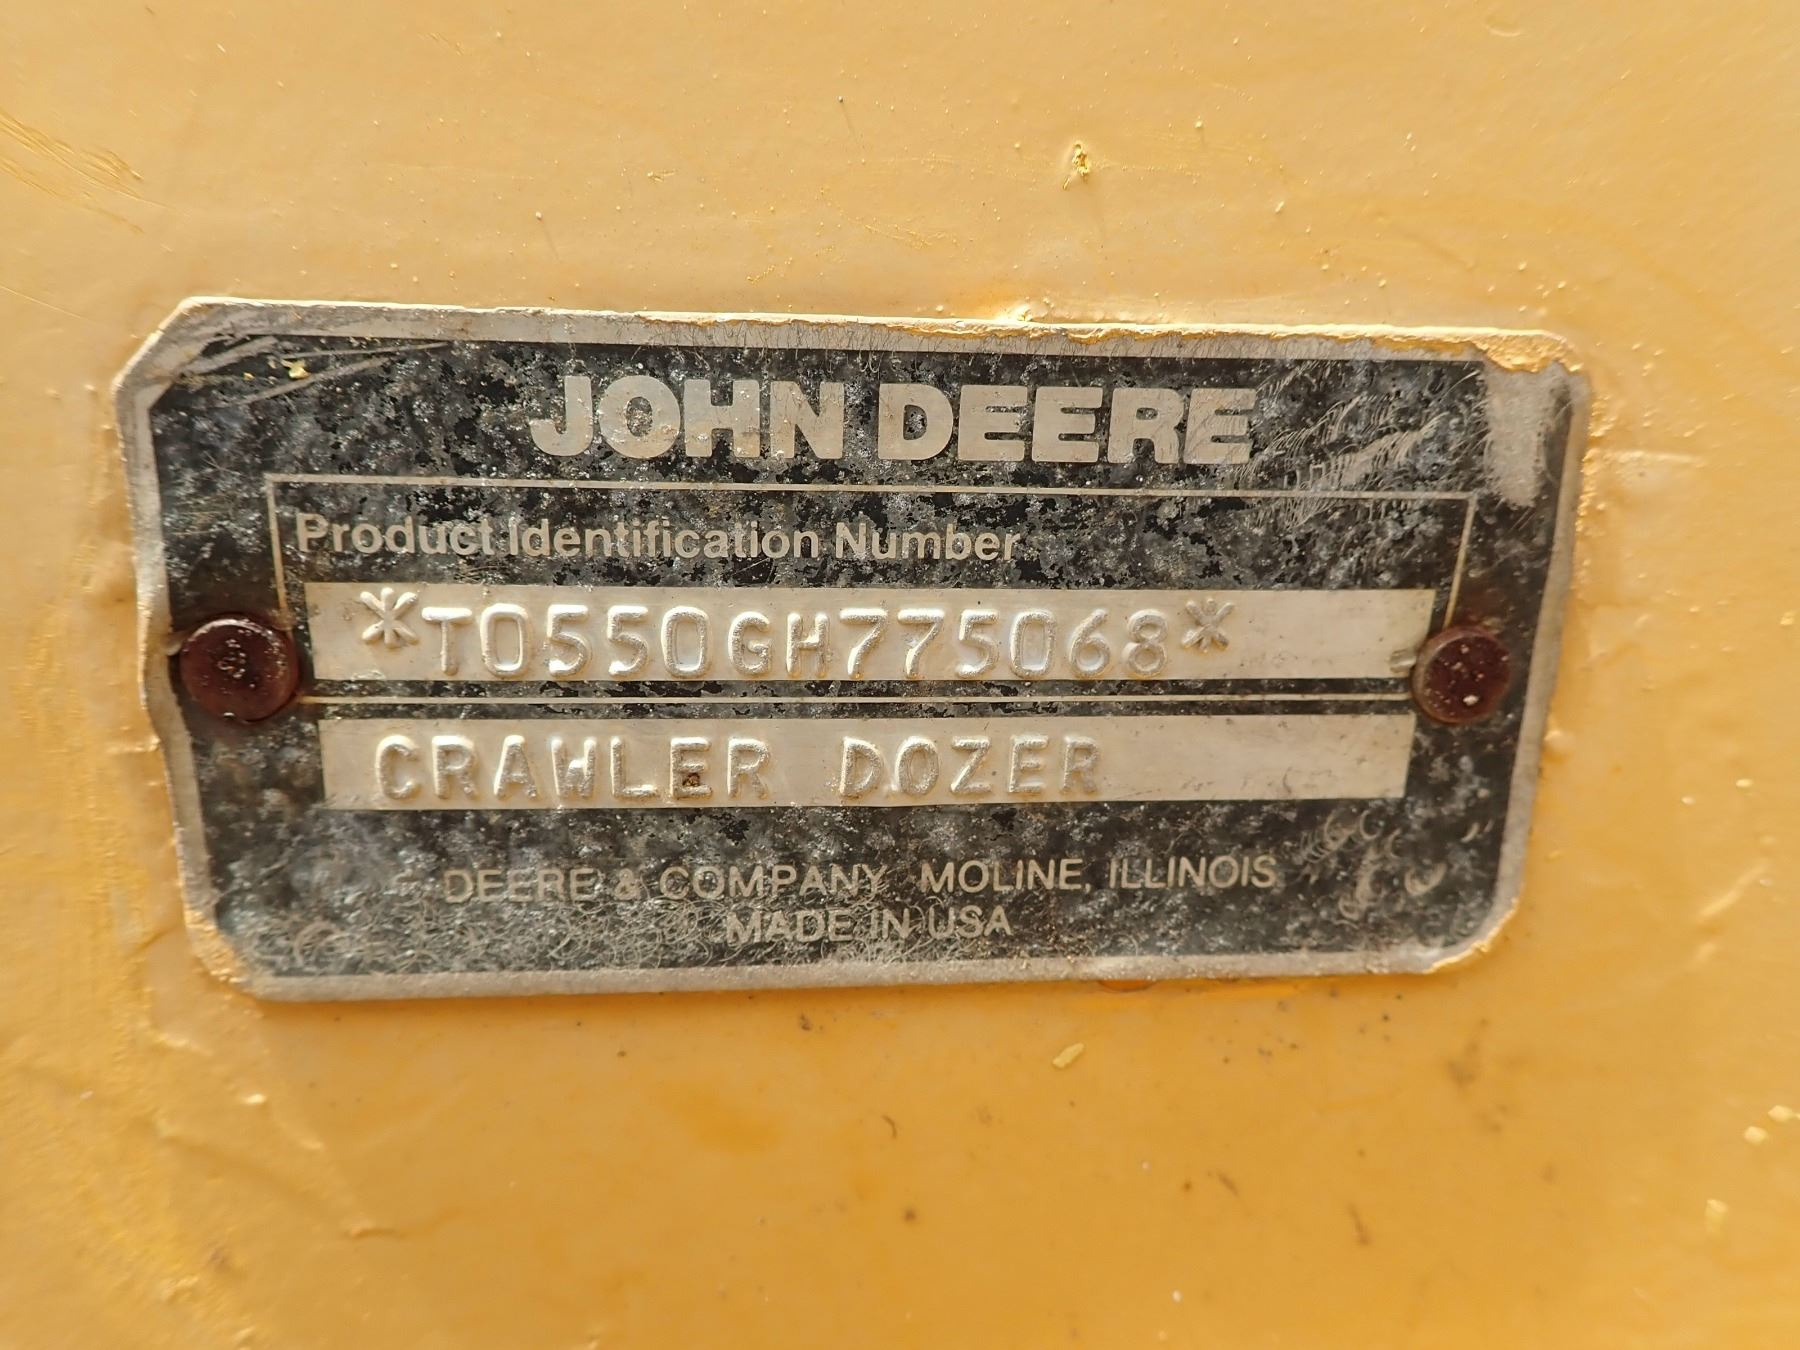 JOHN DEERE
Product Identification Number
*T0550GH775068*
CRAWLER DOZER
DEERE & COMPANY MOLINE, ILLINOIS
MADE IN USA